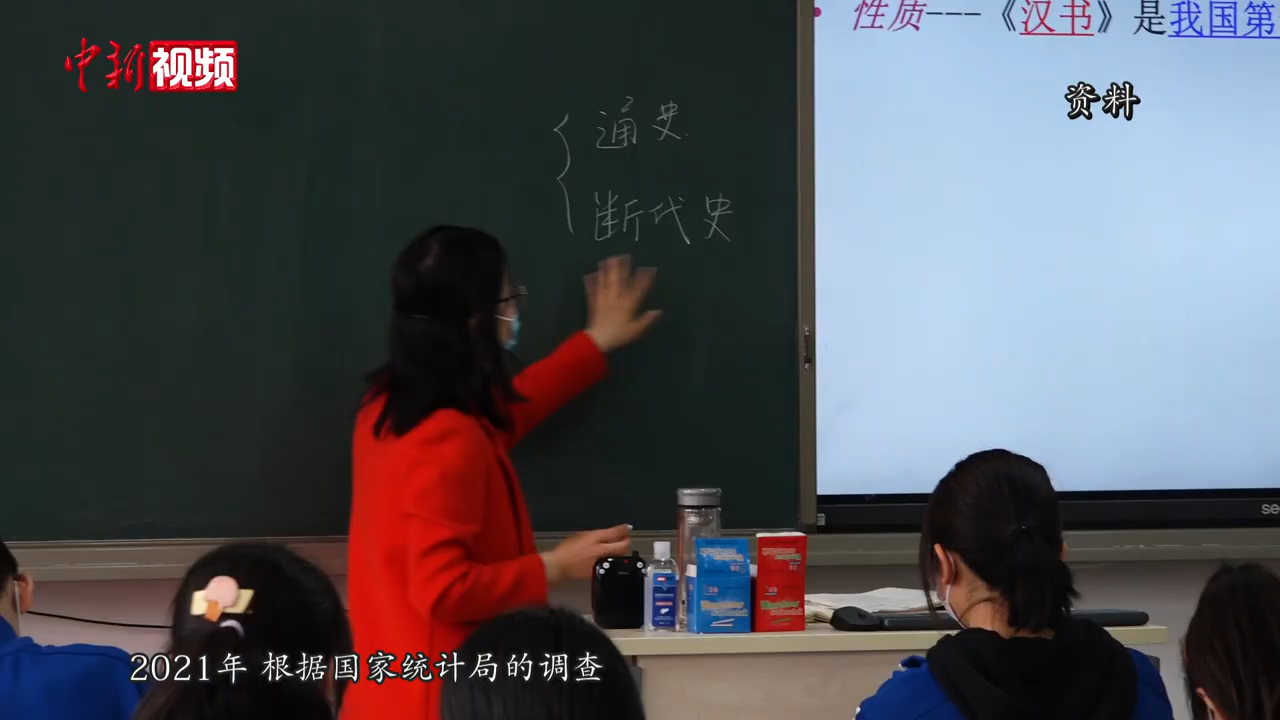 中新视频
性质---《汉书》是我国第
资料
通史
断代史
2021年 根据国家统计局的调查